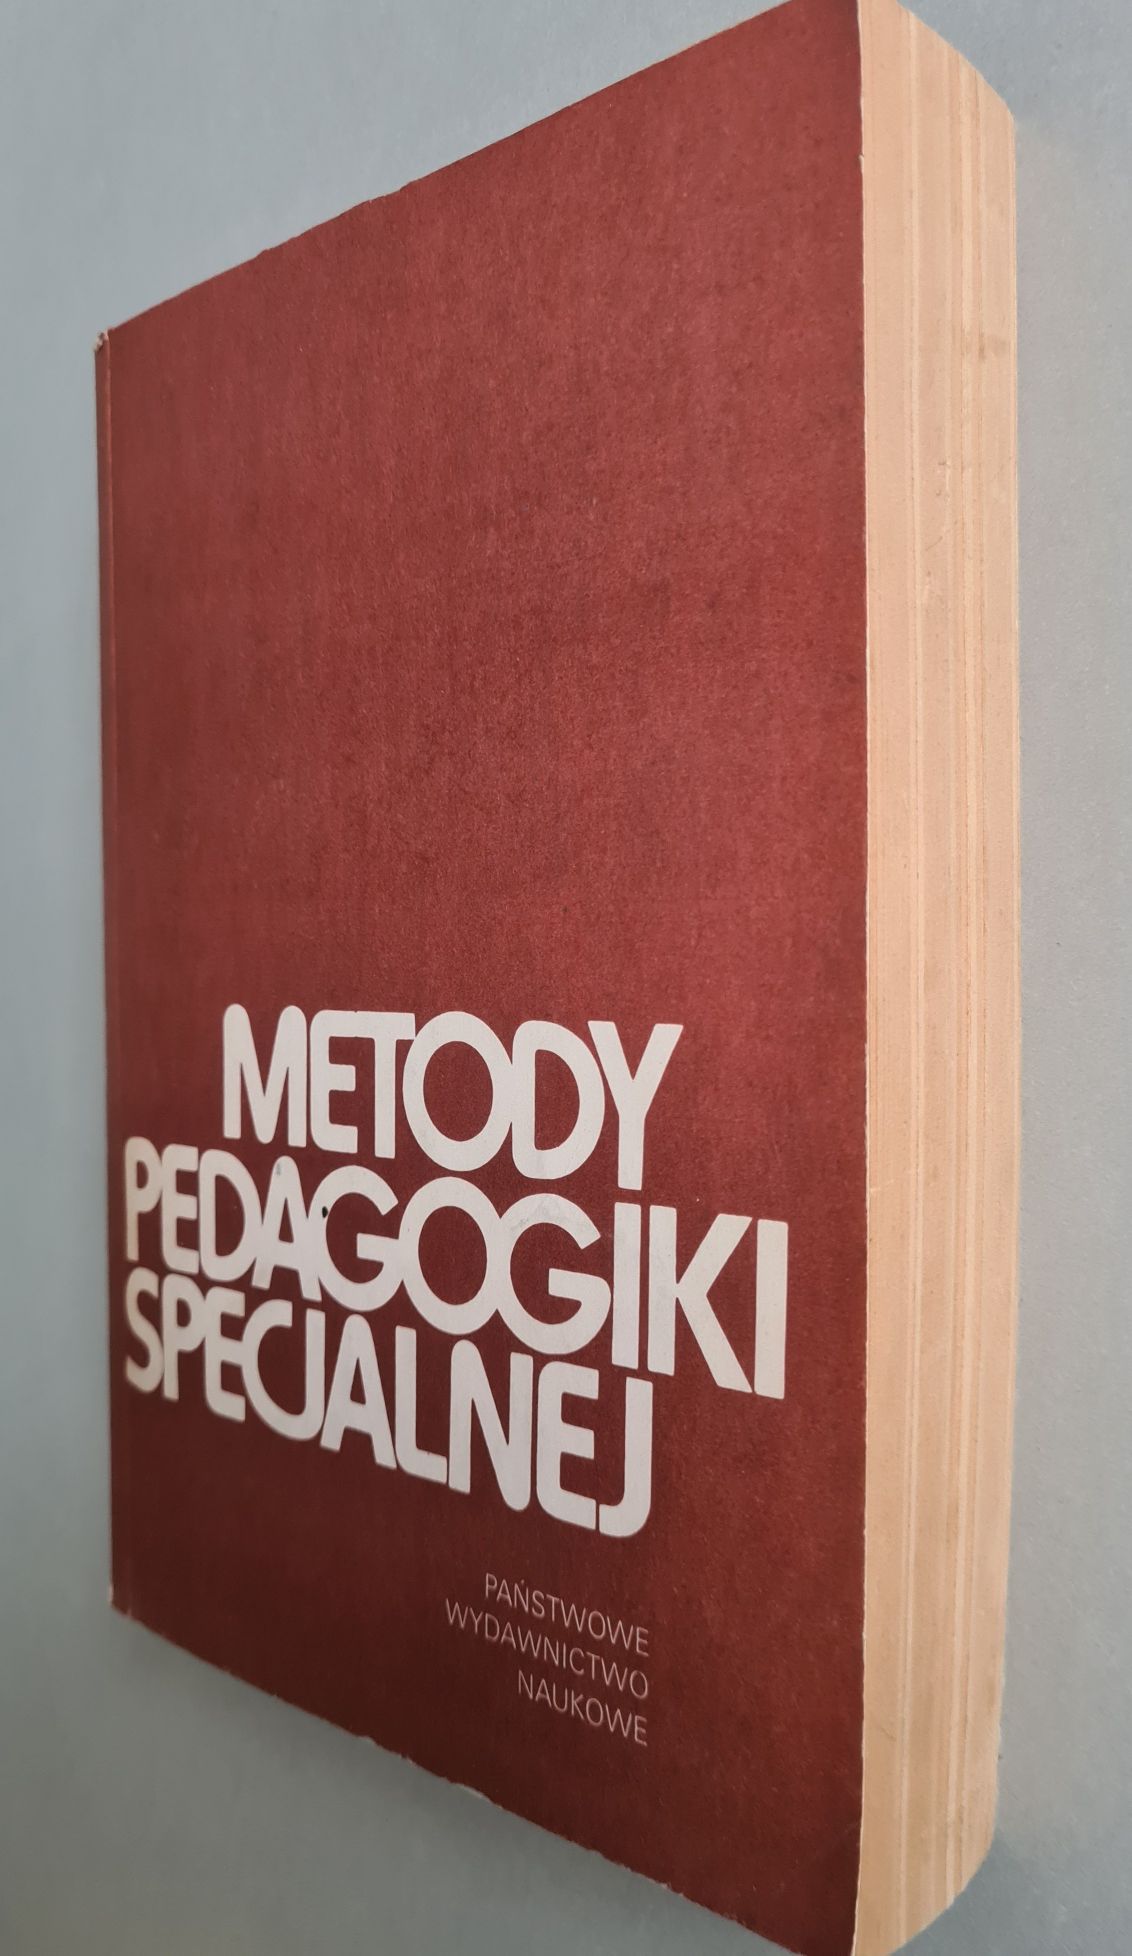 METODY
PEDAGOGIKI
SPECJALNEJ
PAŃSTWOWE
WYDAWNICTWO
NAUKOWE